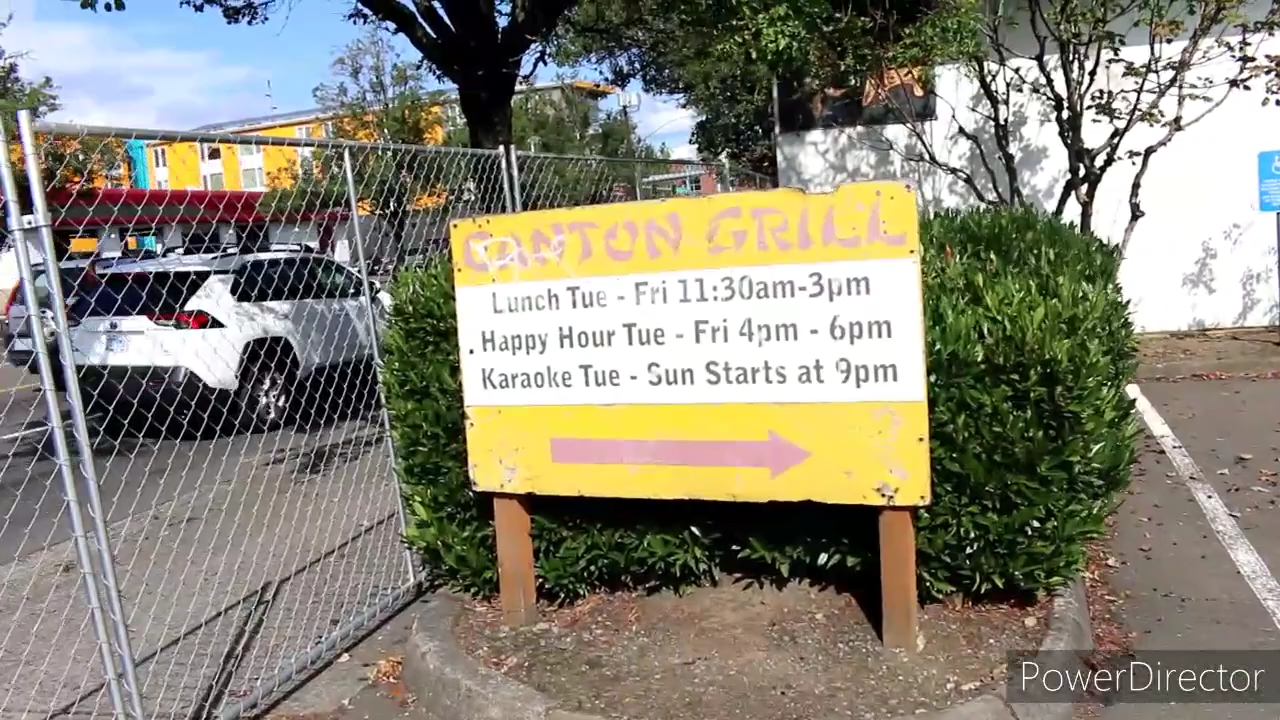 CANTON GRILL
Lunch Tue - Fri 11:30am-3pm
. Happy Hour Tue - Fri 4pm - 6pm
Karaoke Tue - Sun Starts at 9pm
PowerDirector